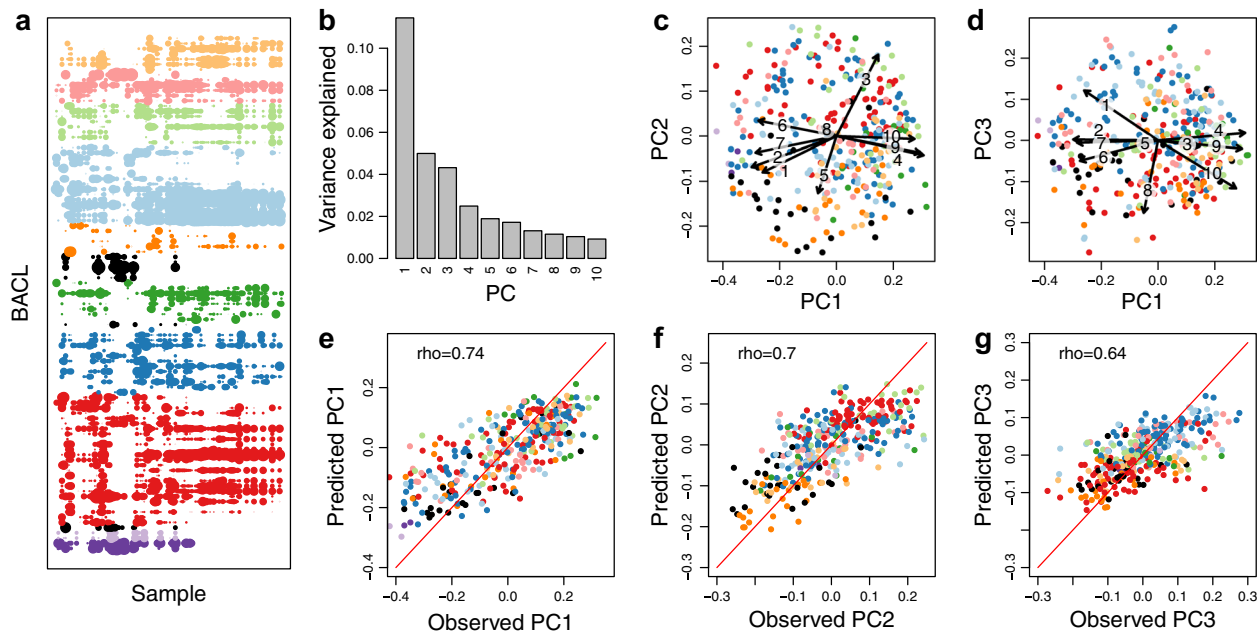 a
BACL
Sample
b
Variance explained
0.10
0.08
0.06
0.04
0.02
0.00
1 2 3 4 5 6 7 8 9 10
PC
c
PC2
0.2
0.1
0.0
−0.1
−0.2
3
6
8
10
7
9
2
4
1
5
−0.4 −0.2 0.0 0.2
PC1
d
PC3
0.2
0.1
0.0
−0.1
−0.2
1
2
4
7
5
3
9
6
10
8
−0.4 −0.2 0.0 0.2
PC1
e
rho=0.74
Predicted PC1
0.2
0.0
−0.2
−0.4
−0.4 −0.2 0.0 0.2
Observed PC1
f
rho=0.7
Predicted PC2
0.2
0.1
0.0
−0.1
−0.2
−0.3
−0.3 −0.1 0.0 0.1 0.2
Observed PC2
g
rho=0.64
Predicted PC3
0.3
0.2
0.1
0.0
−0.1
−0.3
−0.3 −0.1 0.0 0.1 0.2 0.3
Observed PC3